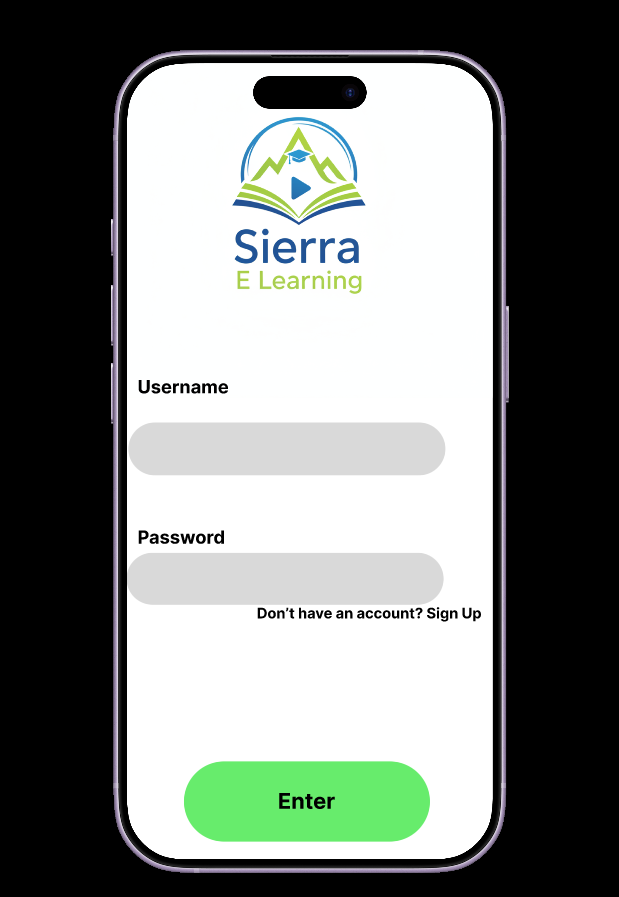 Sierra
E Learning
Username
Password
Don’t have an account? Sign Up
Enter